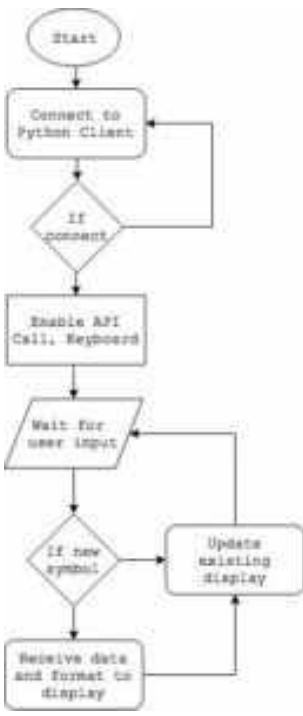 Start
Connect to
Python Client
If
connect
Enable API
Call, Keyboard
Wait for
user input
If new
symbol
Update
existing
display
Receive data
and format to
display